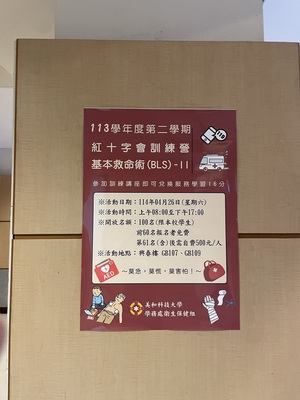 113學年度第二學期
紅十字會訓練營
基本救命術(BLS)-II
參加訓練講座即可兌換服務學習16分
※活動日期：114年04月26日(星期六)
※活動時間：上午08:00至下午17:00
※開放名額：100名(限本校學生)
前60名報名者免費
第61名(含)後需自費500元/人
※活動地點：興春樓 GB107、GB109
～莫急，莫慌，莫害怕！～
AED
美和科技大學
學務處衛生保健組